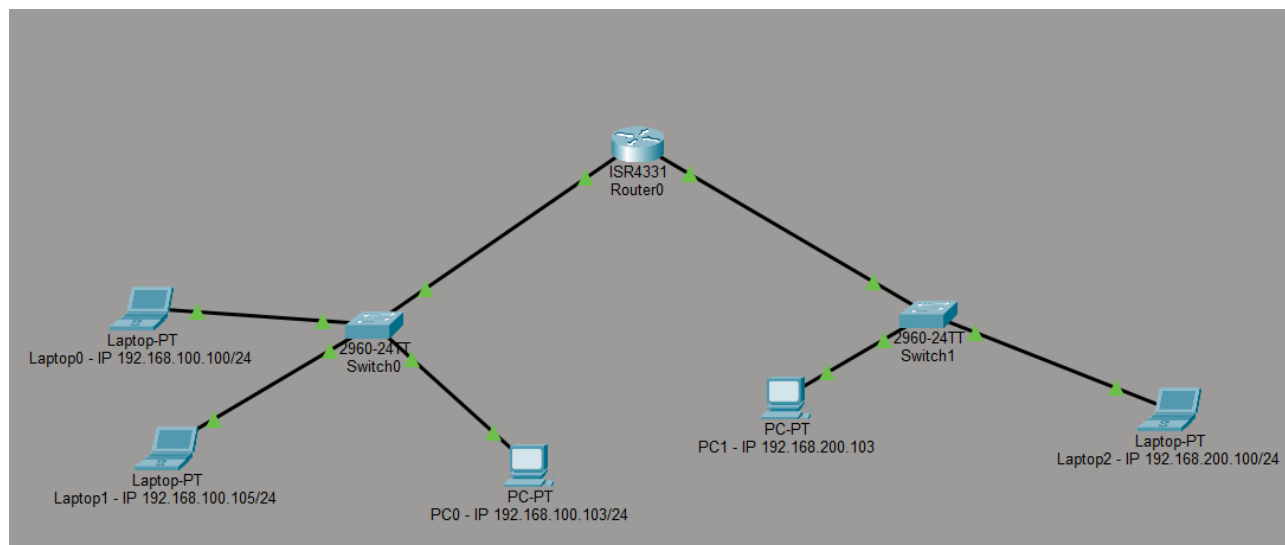 ISR4331
Router0
Laptop-PT
Laptop0 - IP 192.168.100.100/24
2960-24TT
Switch0
2960-24TT
Switch1
Laptop-PT
Laptop1 - IP 192.168.100.105/24
PC-PT
PC0 - IP 192.168.100.103/24
PC-PT
PC1 - IP 192.168.200.103
Laptop-PT
Laptop2 - IP 192.168.200.100/24